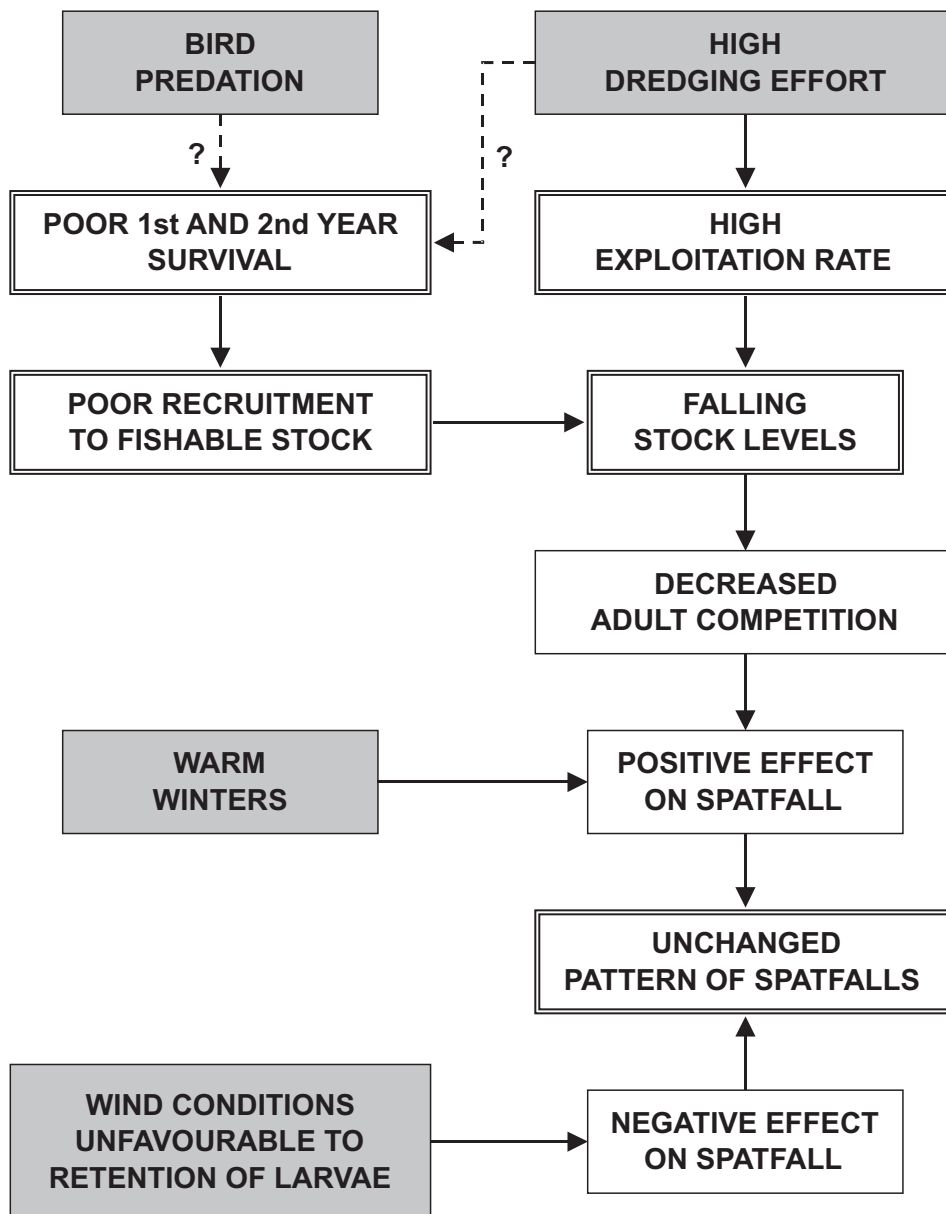 BIRD
PREDATION
HIGH
DREDGING EFFORT
?
?
POOR 1st AND 2nd YEAR
SURVIVAL
HIGH
EXPLOITATION RATE
POOR RECRUITMENT
TO FISHABLE STOCK
FALLING
STOCK LEVELS
DECREASED
ADULT COMPETITION
WARM
WINTERS
POSITIVE EFFECT
ON SPATFALL
UNCHANGED
PATTERN OF SPATFALLS
WIND CONDITIONS
UNFAVOURABLE TO
RETENTION OF LARVAE
NEGATIVE EFFECT
ON SPATFALL